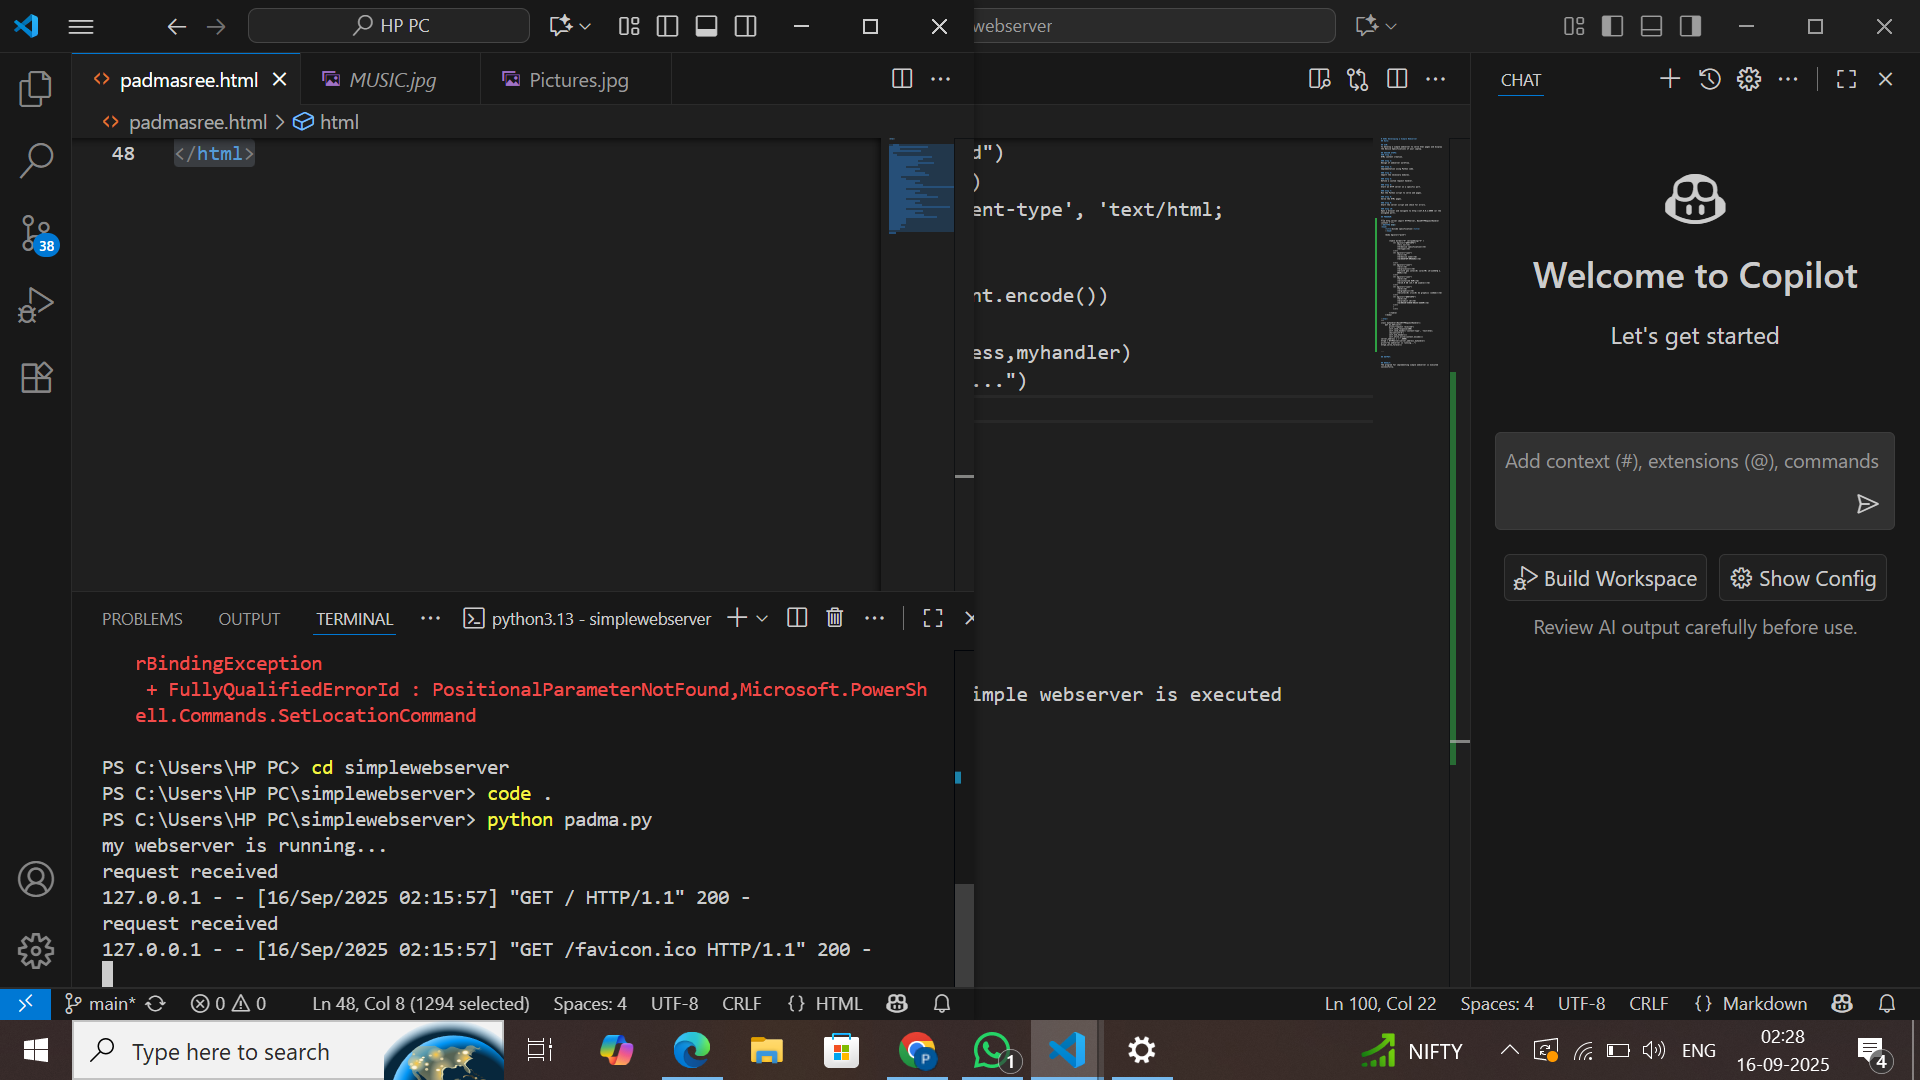 HP PC
webserver
padmasree.html
MUSIC.jpg
Pictures.jpg
CHAT
padmasree.html > html
48 </html>
d")
)
ent-type', 'text/html;
nt.encode())
ess,myhandler)
...")
imple webserver is executed
Welcome to Copilot
Let's get started
Add context (#), extensions (@), commands
Build Workspace
Show Config
Review AI output carefully before use.
38
PROBLEMS
OUTPUT
TERMINAL
python3.13 - simplewebserver
rBindingException
+ FullyQualifiedErrorId : PositionalParameterNotFound,Microsoft.PowerSh
ell.Commands.SetLocationCommand
PS C:\Users\HP PC> cd simplewebserver
PS C:\Users\HP PC\simplewebserver> code .
PS C:\Users\HP PC\simplewebserver> python padma.py
my webserver is running...
request received
127.0.0.1 - - [16/Sep/2025 02:15:57] "GET / HTTP/1.1" 200 -
request received
127.0.0.1 - - [16/Sep/2025 02:15:57] "GET /favicon.ico HTTP/1.1" 200 -
main*
0
0
Ln 48, Col 8 (1294 selected)
Spaces: 4
UTF-8
CRLF
{} HTML
Ln 100, Col 22
Spaces: 4
UTF-8
CRLF
{} Markdown
Type here to search
P
1
NIFTY
ENG
02:28
16-09-2025
4